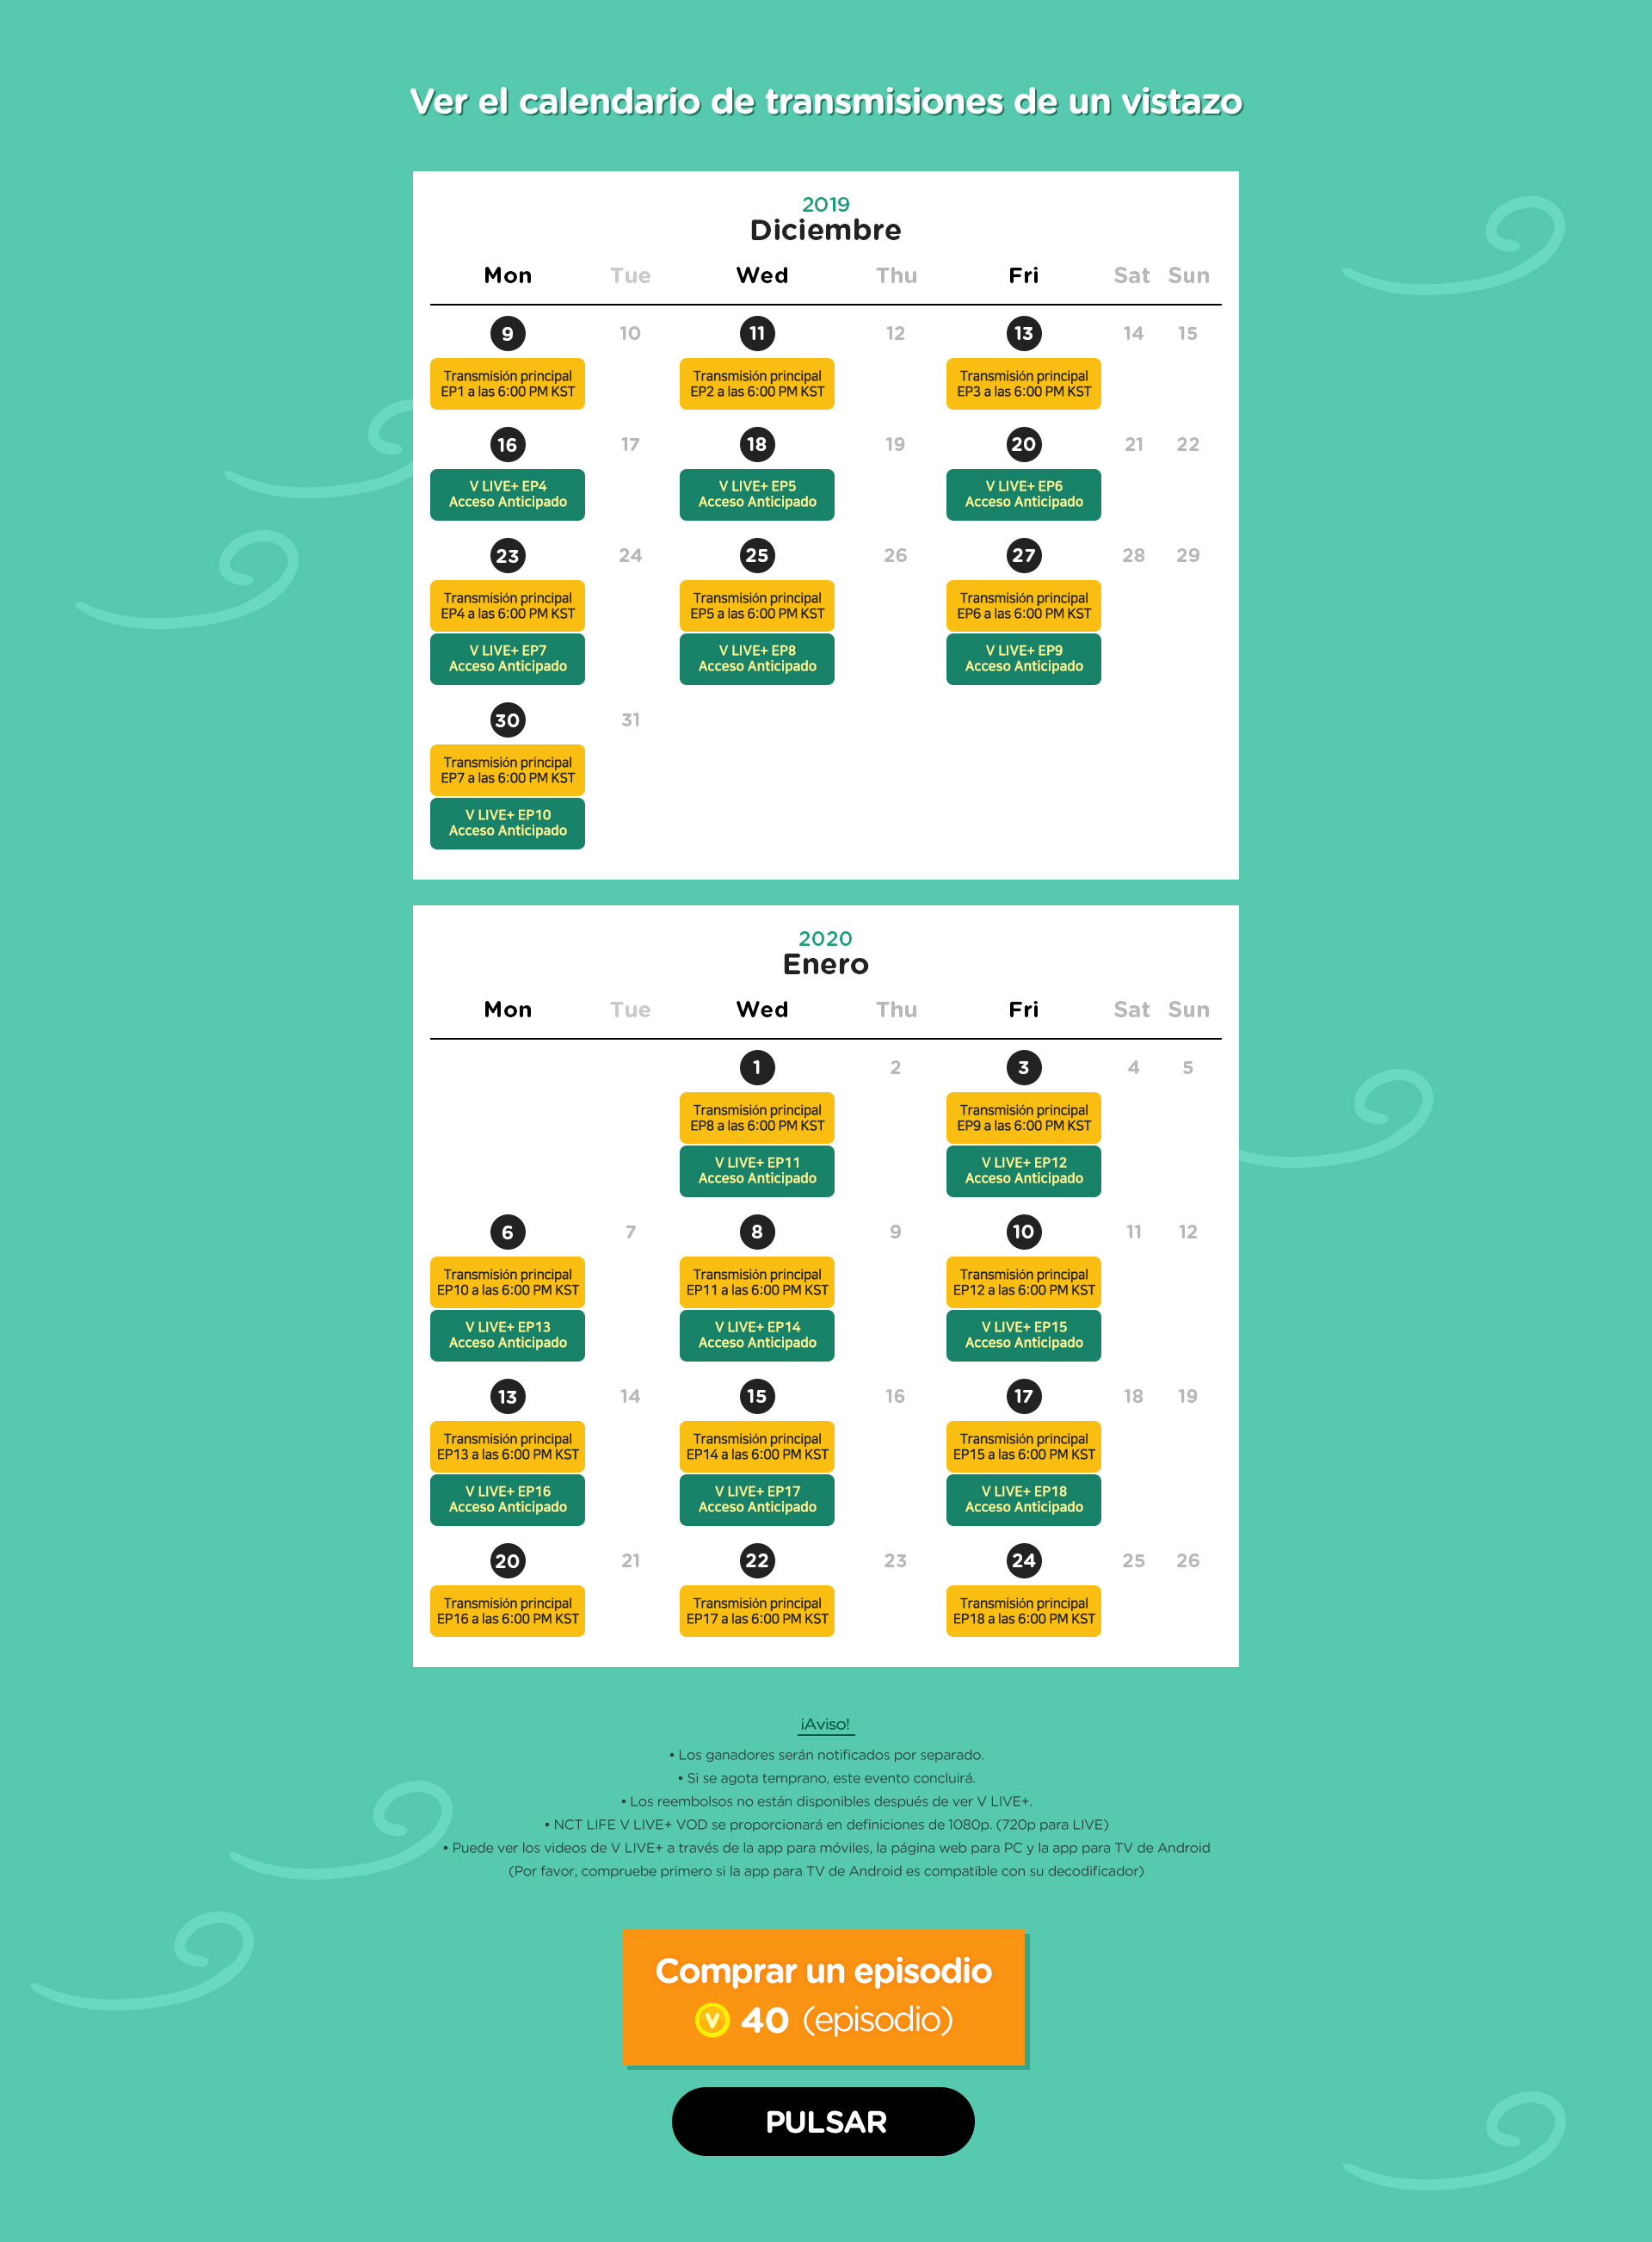 Ver el calendario de transmisiones de un vistazo
2019
Diciembre
Mon Tue Wed Thu Fri Sat Sun
9 10 11 12 13 14 15
Transmisión principal
EP1 a las 6:00 PM KST
Transmisión principal
EP2 a las 6:00 PM KST
Transmisión principal
EP3 a las 6:00 PM KST
16 17 18 19 20 21 22
V LIVE+ EP4
Acceso Anticipado
V LIVE+ EP5
Acceso Anticipado
V LIVE+ EP6
Acceso Anticipado
23 24 25 26 27 28 29
Transmisión principal
EP4 a las 6:00 PM KST
V LIVE+ EP7
Acceso Anticipado
Transmisión principal
EP5 a las 6:00 PM KST
V LIVE+ EP8
Acceso Anticipado
Transmisión principal
EP6 a las 6:00 PM KST
V LIVE+ EP9
Acceso Anticipado
30 31
Transmisión principal
EP7 a las 6:00 PM KST
V LIVE+ EP10
Acceso Anticipado
2020
Enero
Mon Tue Wed Thu Fri Sat Sun
1 2 3 4 5
Transmisión principal
EP8 a las 6:00 PM KST
V LIVE+ EP11
Acceso Anticipado
Transmisión principal
EP9 a las 6:00 PM KST
V LIVE+ EP12
Acceso Anticipado
6 7 8 9 10 11 12
Transmisión principal
EP10 a las 6:00 PM KST
V LIVE+ EP13
Acceso Anticipado
Transmisión principal
EP11 a las 6:00 PM KST
V LIVE+ EP14
Acceso Anticipado
Transmisión principal
EP12 a las 6:00 PM KST
V LIVE+ EP15
Acceso Anticipado
13 14 15 16 17 18 19
Transmisión principal
EP13 a las 6:00 PM KST
V LIVE+ EP16
Acceso Anticipado
Transmisión principal
EP14 a las 6:00 PM KST
V LIVE+ EP17
Acceso Anticipado
Transmisión principal
EP15 a las 6:00 PM KST
V LIVE+ EP18
Acceso Anticipado
20 21 22 23 24 25 26
Transmisión principal
EP16 a las 6:00 PM KST
Transmisión principal
EP17 a las 6:00 PM KST
Transmisión principal
EP18 a las 6:00 PM KST
¡Aviso!
• Los ganadores serán notificados por separado.
• Si se agota temprano, este evento concluirá.
• Los reembolsos no están disponibles después de ver V LIVE+.
• NCT LIFE V LIVE+ VOD se proporcionará en definiciones de 1080p. (720p para LIVE)
• Puede ver los videos de V LIVE+ a través de la app para móviles, la página web para PC y la app para TV de Android
(Por favor, compruebe primero si la app para TV de Android es compatible con su decodificador)
Comprar un episodio
V 40 (episodio)
PULSAR